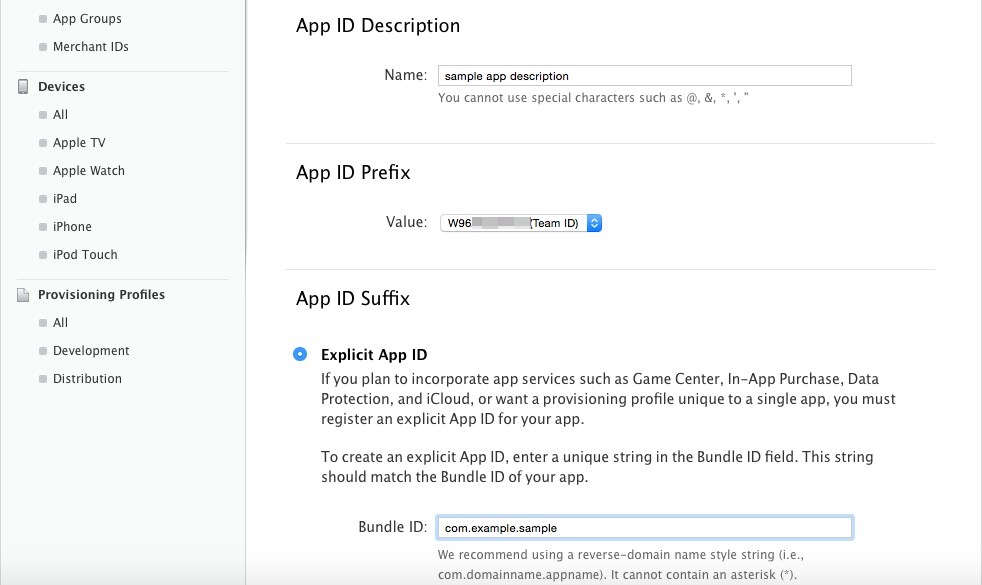 App Groups
Merchant IDs
Devices
All
Apple TV
Apple Watch
iPad
iPhone
iPod Touch
Provisioning Profiles
All
Development
Distribution
App ID Description
Name: sample app description
You cannot use special characters such as @, &, *, ', "
App ID Prefix
Value: W96 (Team ID)
App ID Suffix
Explicit App ID
If you plan to incorporate app services such as Game Center, In-App Purchase, Data
Protection, and iCloud, or want a provisioning profile unique to a single app, you must
register an explicit App ID for your app.
To create an explicit App ID, enter a unique string in the Bundle ID field. This string
should match the Bundle ID of your app.
Bundle ID: com.example.sample
We recommend using a reverse-domain name style string (i.e.,
com.domainname.appname). It cannot contain an asterisk (*).